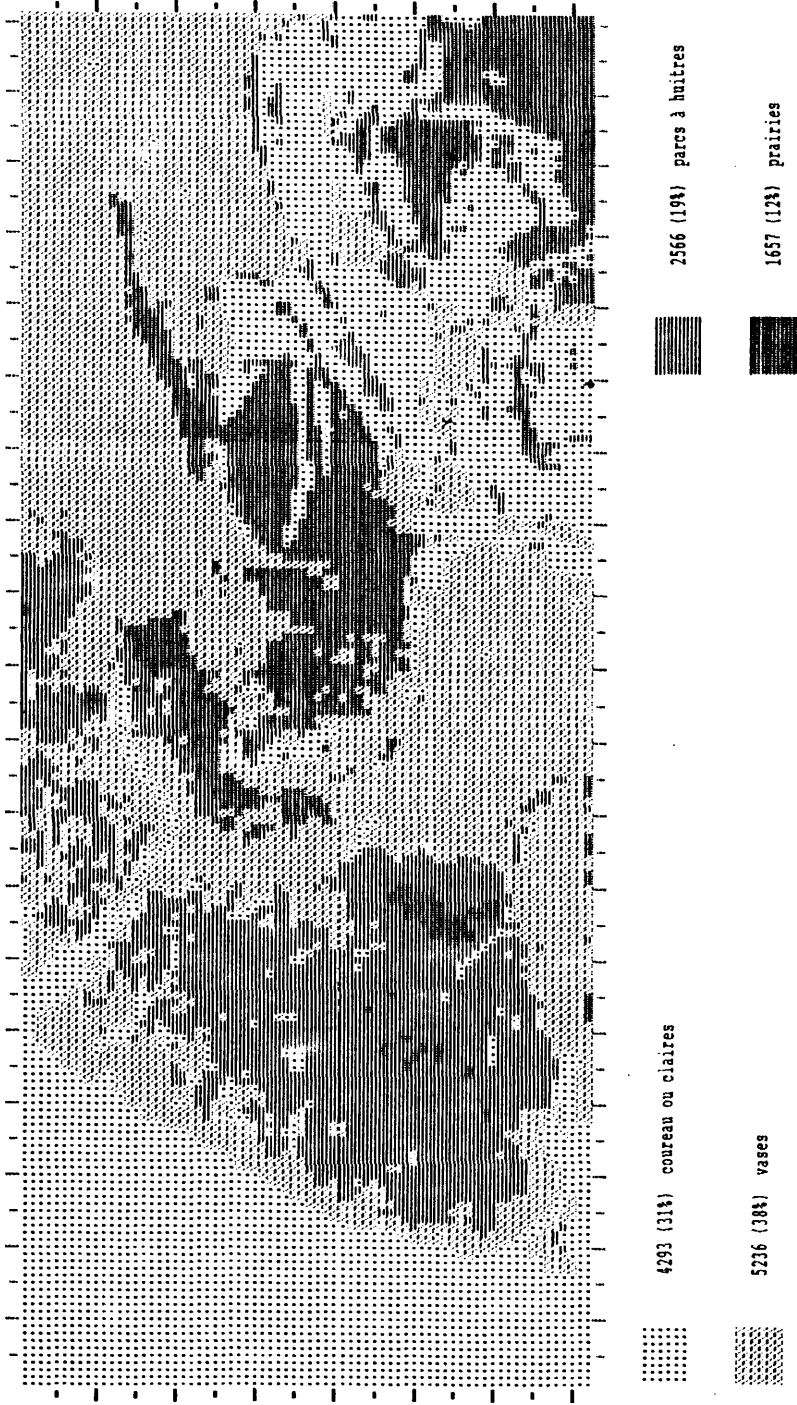 4293 (31%) coureau ou claires
2566 (19%) parcs à huitres
5236 (38%) vases
1657 (12%) prairies